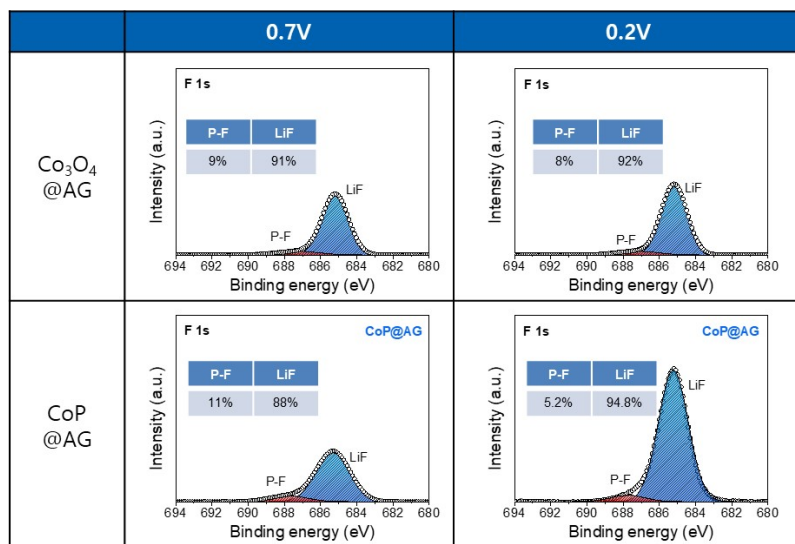 0.7V
0.2V
Co₃O₄
@AG
F 1s
P-F LiF
9% 91%
LiF
P-F
Intensity (a.u.)
694 692 690 688 686 684 682 680
Binding energy (eV)
F 1s
P-F LiF
8% 92%
LiF
P-F
Intensity (a.u.)
694 692 690 688 686 684 682 680
Binding energy (eV)
CoP
@AG
F 1s
CoP@AG
P-F LiF
11% 88%
LiF
P-F
Intensity (a.u.)
694 692 690 688 686 684 682 680
Binding energy (eV)
F 1s
CoP@AG
P-F LiF
5.2% 94.8%
LiF
P-F
Intensity (a.u.)
694 692 690 688 686 684 682 680
Binding energy (eV)